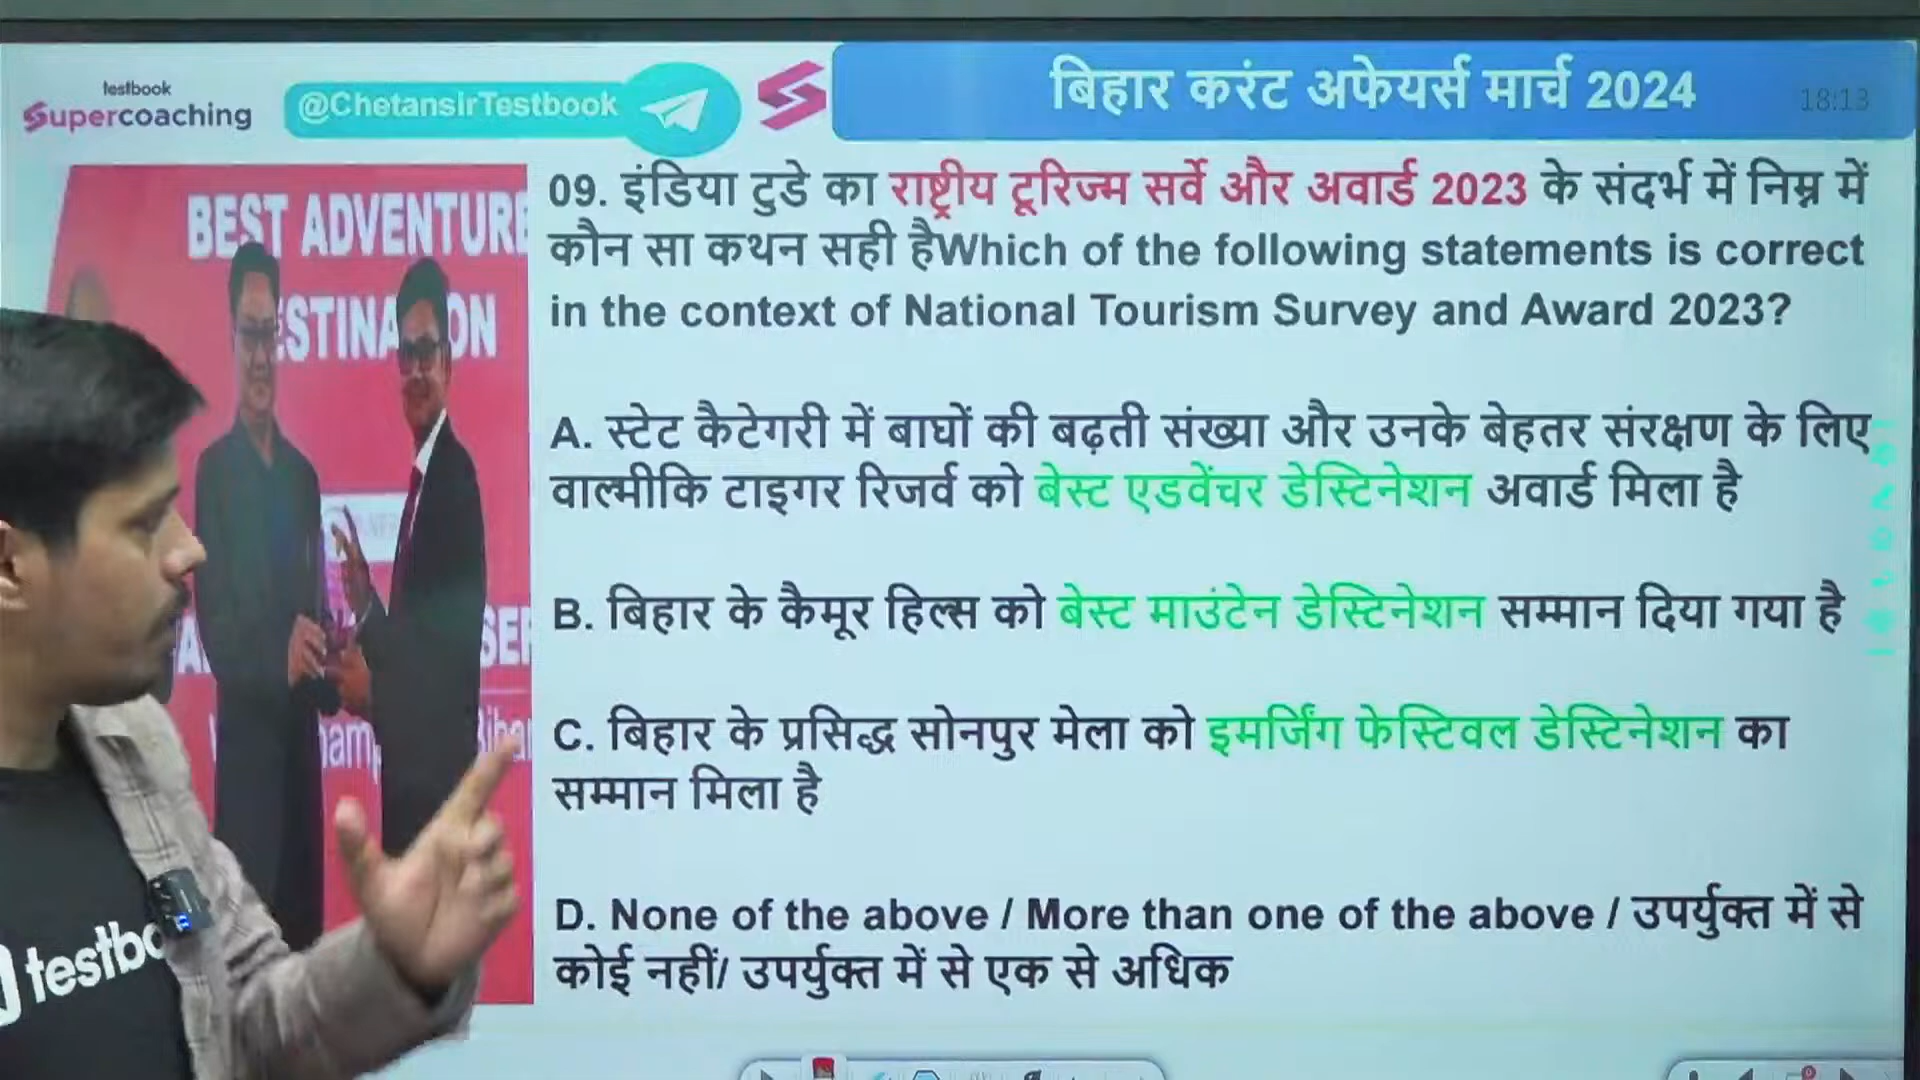 testbook
Supercoaching
@ChetansirTestbook
बिहार करंट अफेयर्स मार्च 2024
18:13
BEST ADVENTURE
09. इंडिया टुडे का राष्ट्रीय टूरिज्म सर्वे और अवार्ड 2023 के संदर्भ में निम्न में
कौन सा कथन सही हैWhich of the following statements is correct
in the context of National Tourism Survey and Award 2023?
A. स्टेट कैटेगरी में बाघों की बढ़ती संख्या और उनके बेहतर संरक्षण के लिए
वाल्मीकि टाइगर रिजर्व को बेस्ट एडवेंचर डेस्टिनेशन अवार्ड मिला है
B. बिहार के कैमूर हिल्स को बेस्ट माउंटेन डेस्टिनेशन सम्मान दिया गया है
C. बिहार के प्रसिद्ध सोनपुर मेला को इमर्जिंग फेस्टिवल डेस्टिनेशन का
सम्मान मिला है
D. None of the above / More than one of the above / उपर्युक्त में से
कोई नहीं/ उपर्युक्त में से एक से अधिक